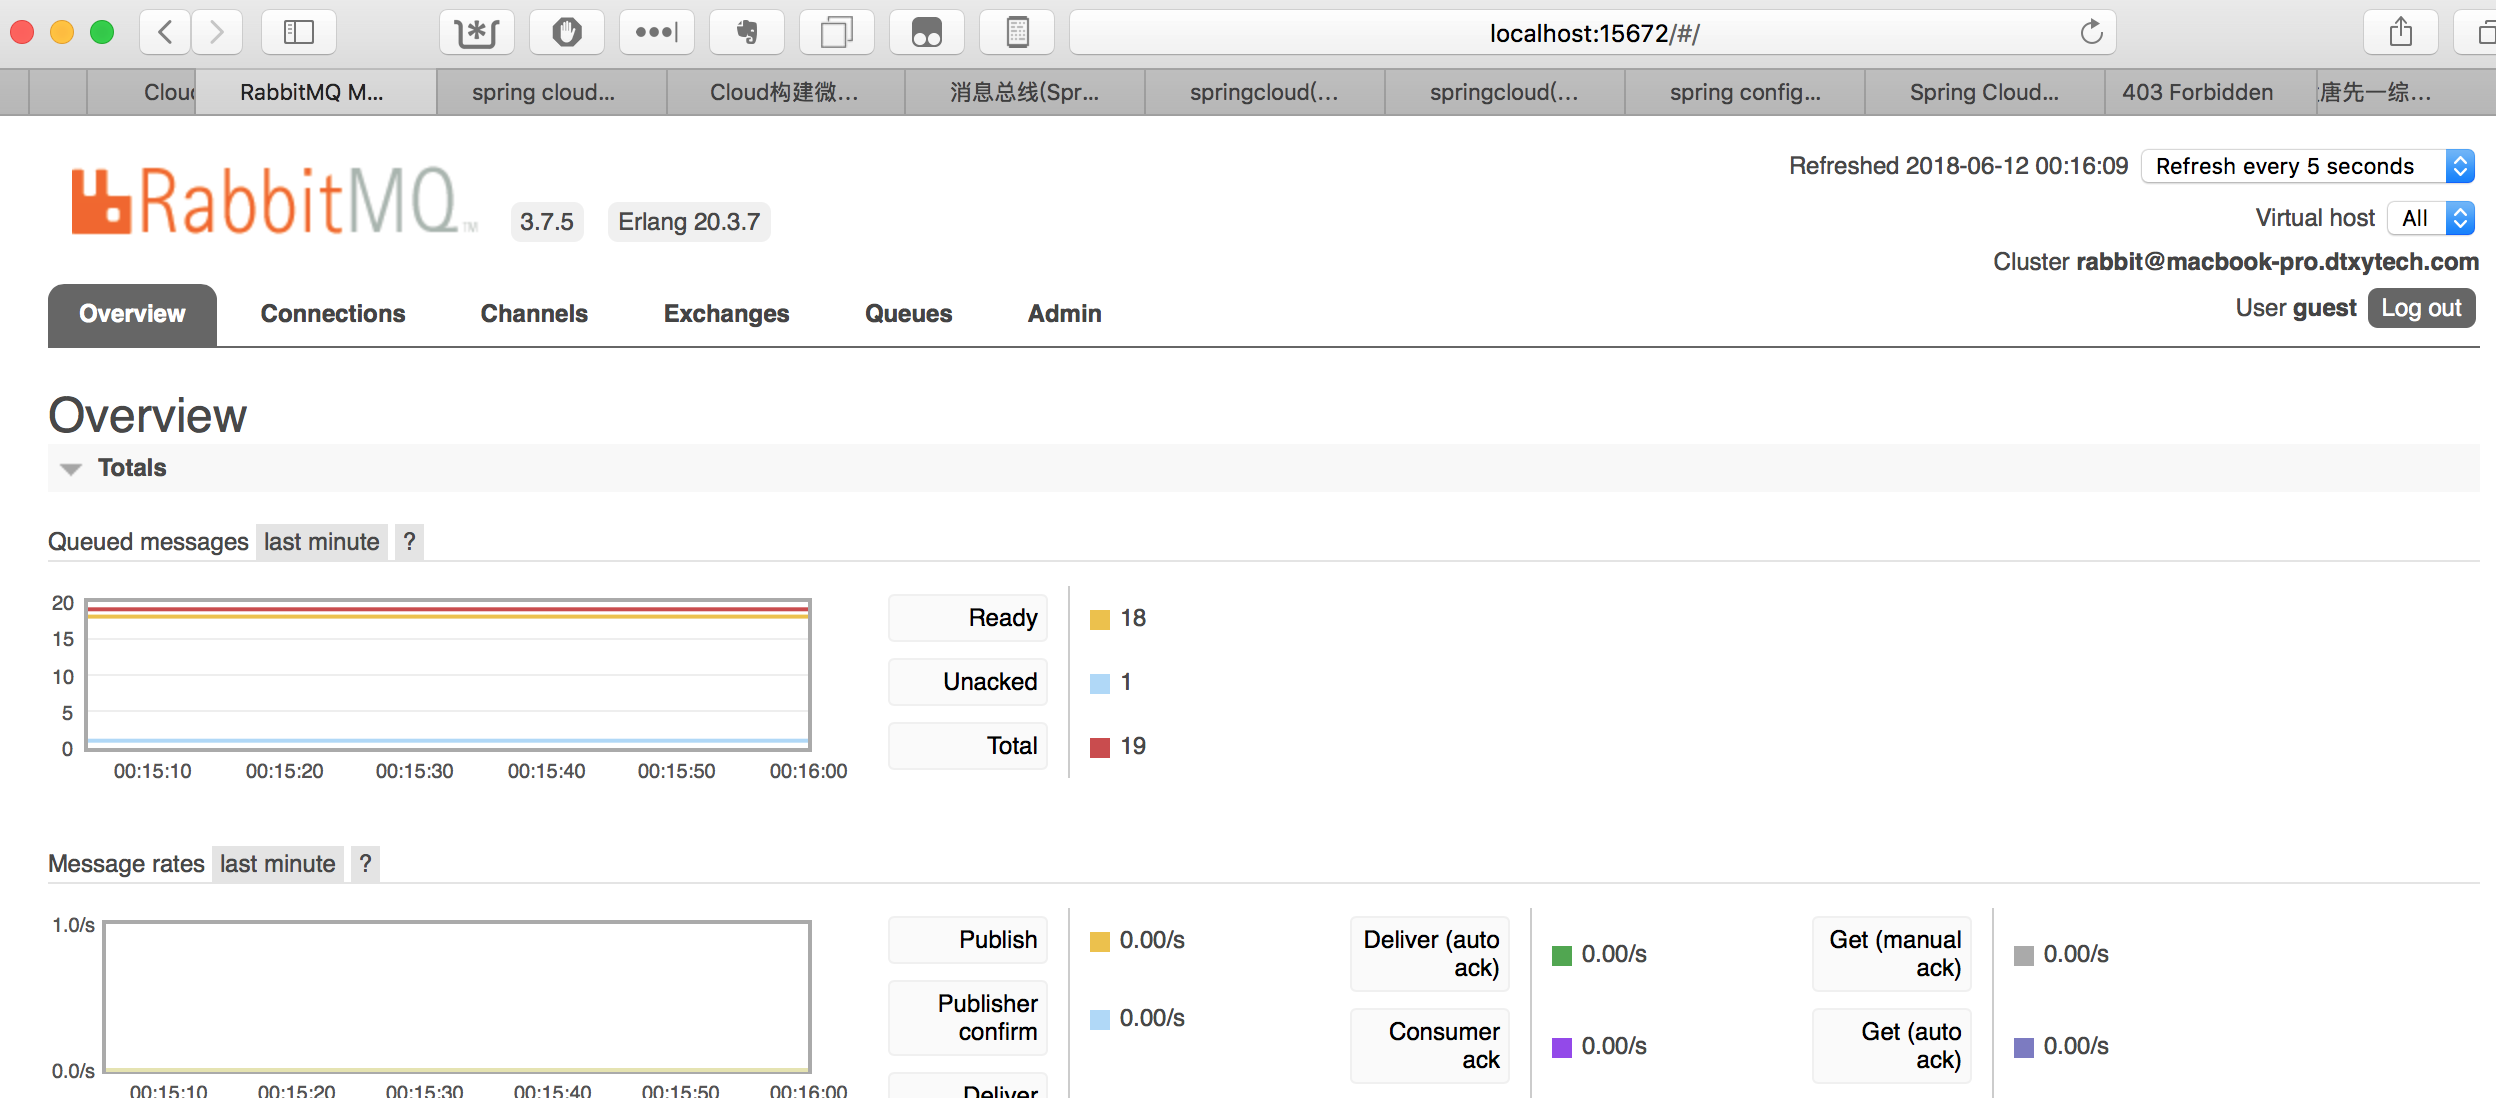 localhost:15672/#/
Clou
RabbitMQ M...
spring cloud...
Cloud构建微...
消息总线(Spr...
springcloud(...
springcloud(...
spring config...
Spring Cloud...
403 Forbidden
唐先一综...
RabbitMQ TM
3.7.5
Erlang 20.3.7
Refreshed 2018-06-12 00:16:09
Refresh every 5 seconds
Virtual host All
Cluster rabbit@macbook-pro.dtxytech.com
User guest Log out
Overview
Connections
Channels
Exchanges
Queues
Admin
Overview
Totals
Queued messages last minute ?
20
15
10
5
0
00:15:10 00:15:20 00:15:30 00:15:40 00:15:50 00:16:00
Ready 18
Unacked 1
Total 19
Message rates last minute ?
1.0/s
0.0/s
00:15:10 00:15:20 00:15:30 00:15:40 00:15:50 00:16:00
Publish 0.00/s
Publisher
confirm 0.00/s
Deliver
Deliver (auto
ack) 0.00/s
Consumer
ack 0.00/s
Get (manual
ack) 0.00/s
Get (auto
ack) 0.00/s